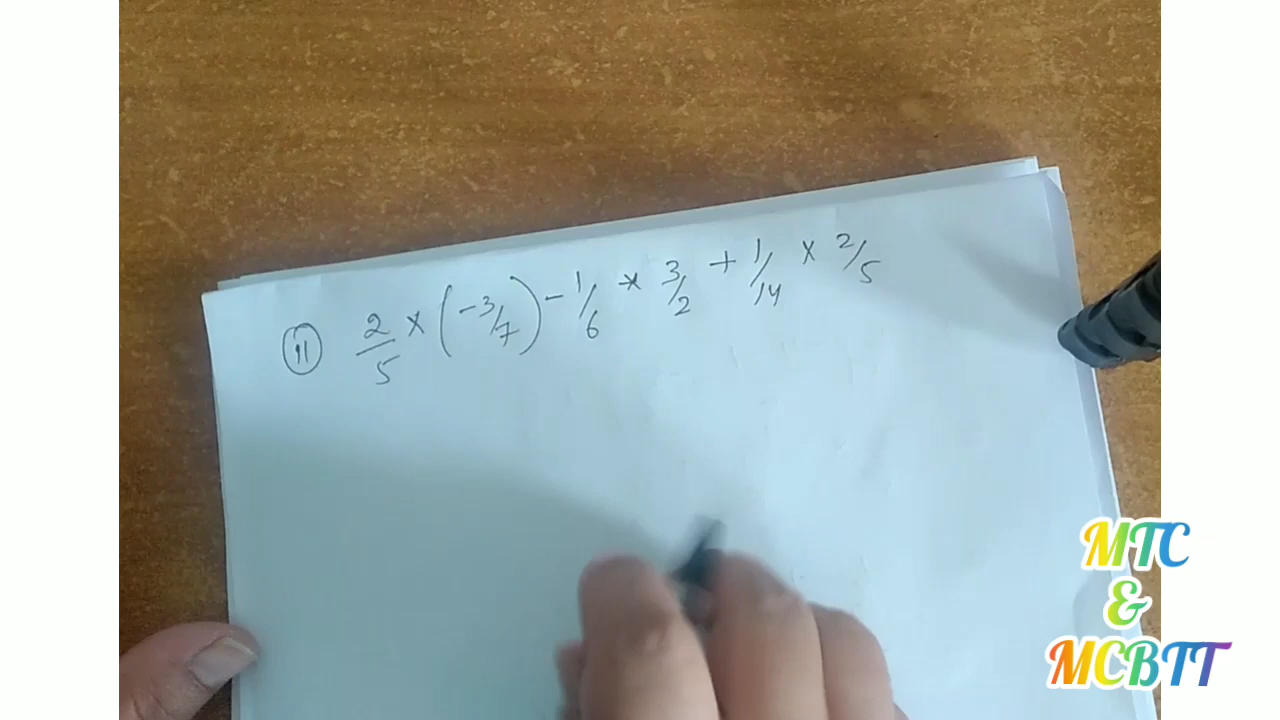 (ii) 2/5 × (-3/7) - 1/6 × 3/2 + 1/14 × 2/5
MTC
&
MCBTT